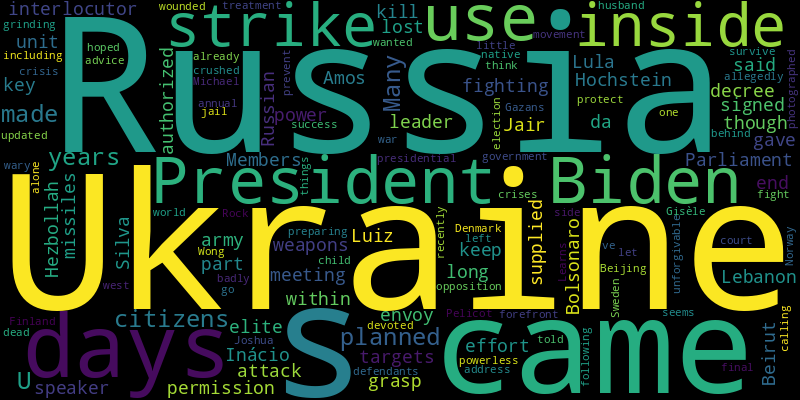 interlocutor wounded strike kill use inside husband treatment
grinding unit lost wanted little movement
including hoped advice native think Lula said survive
crisis already crushed Michael Amos Many fighting Hochstein decree allegedly
key Russia
made authorized Russian prevent power leader election Gazans Jair protect signed photographed
updated annual jail success war da one though behind gave
years Members things presidential government Parliament
wary alone President Biden crises end fight
Hezbollah missiles Ukraine
world Rock preparing recently Denmark supplied side Gisèle
Silva army Wong weapons Luiz left keep Bolsonaro ve let unforgivable court Norway
part badly child meeting long Beijing Lebanon
west go within opposition Kerns Sweden seems
Finland days citizens S envoy Pelicot forefront came Beirut calling
dead elite Joshua devoted planned effort told
U Inácio targets powerless following
speaker attack defendants address final
permission grasp